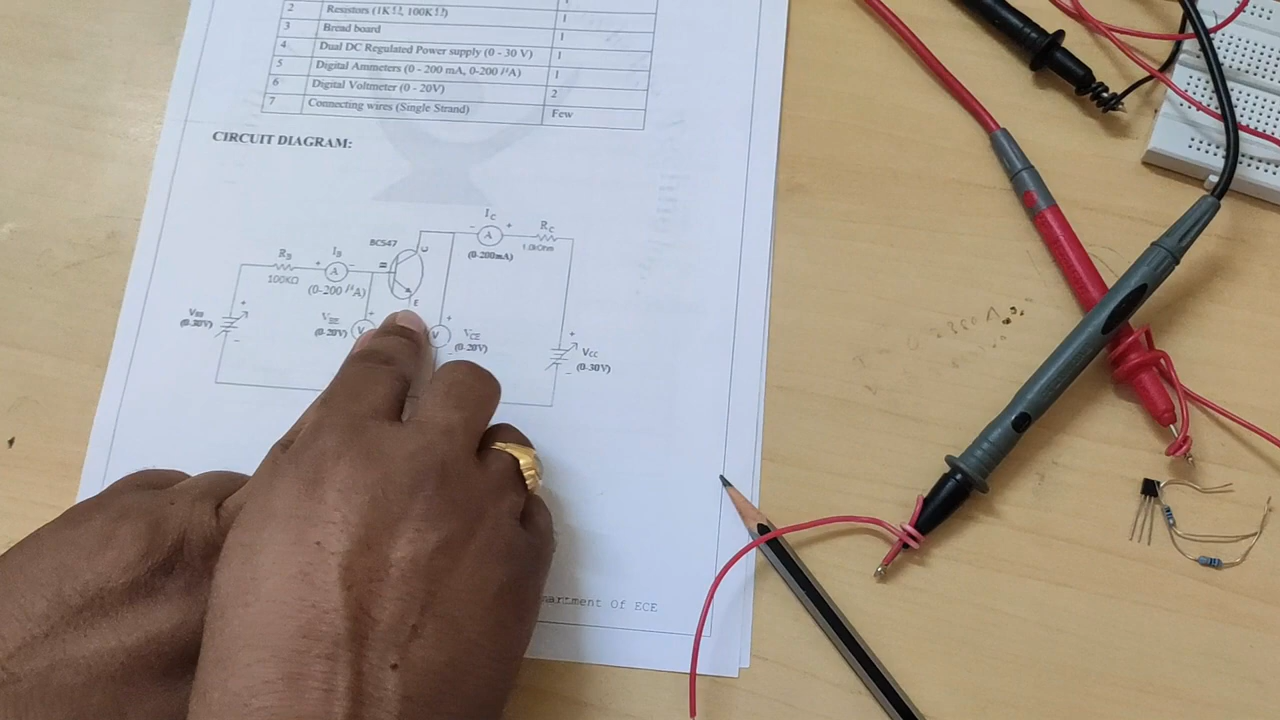 2 Resistors (1KΩ, 100KΩ) 1
3 Bread board 1
4 Dual DC Regulated Power supply (0 - 30 V) 1
5 Digital Ammeters (0 - 200 mA, 0-200 µA) 1
6 Digital Voltmeter (0 - 20V) 2
7 Connecting wires (Single Strand) Few
CIRCUIT DIAGRAM:
IC
- A +
RC
(0-200mA)
1.0kOhm
BC547
RB
IB
+ A -
100KΩ
(0-200 µA)
E
VBB
(0-30V)
+
-
VBE
(0-20V)
V
+
V
-
VCE
(0-20V)
+
-
VCC
(0-30V)
artment Of ECE